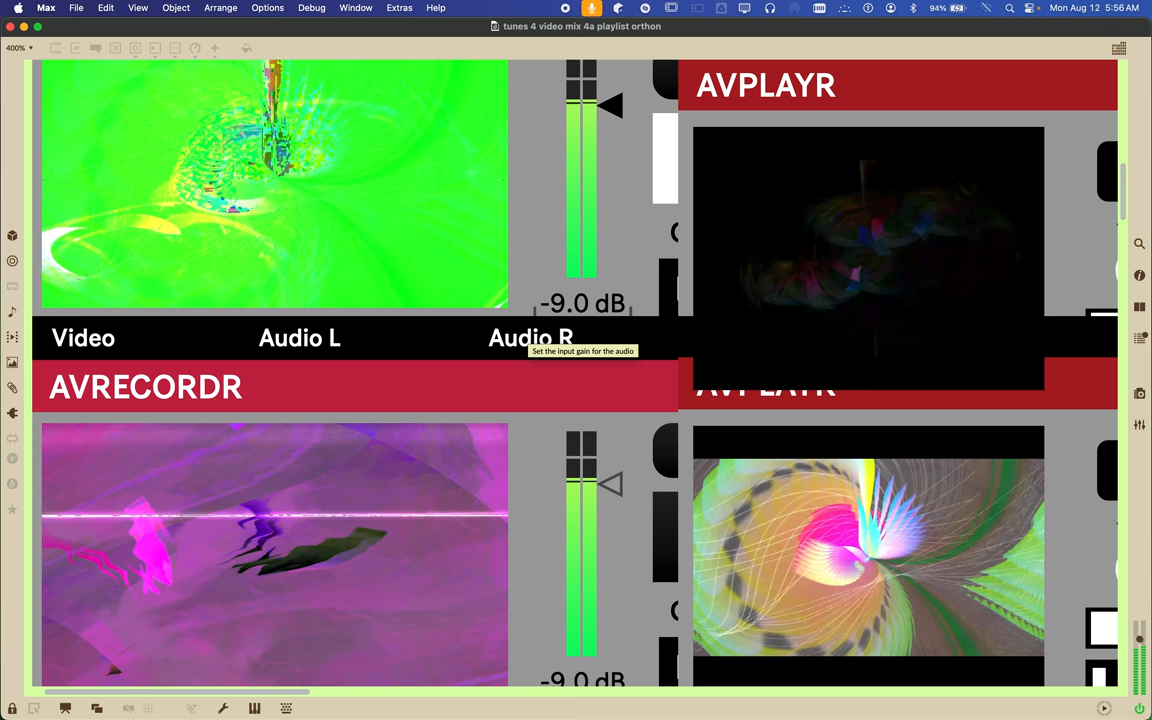 Max File Edit View Object Arrange Options Debug Window Extras Help 94% Mon Aug 12 5:56 AM
tunes 4 video mix 4a playlist orthon
400%
AVPLAYR
-9.0 dB
Video Audio L Audio R
Set the input gain for the audio
AVRECORDR
AVPLAYR
-9.0 dB